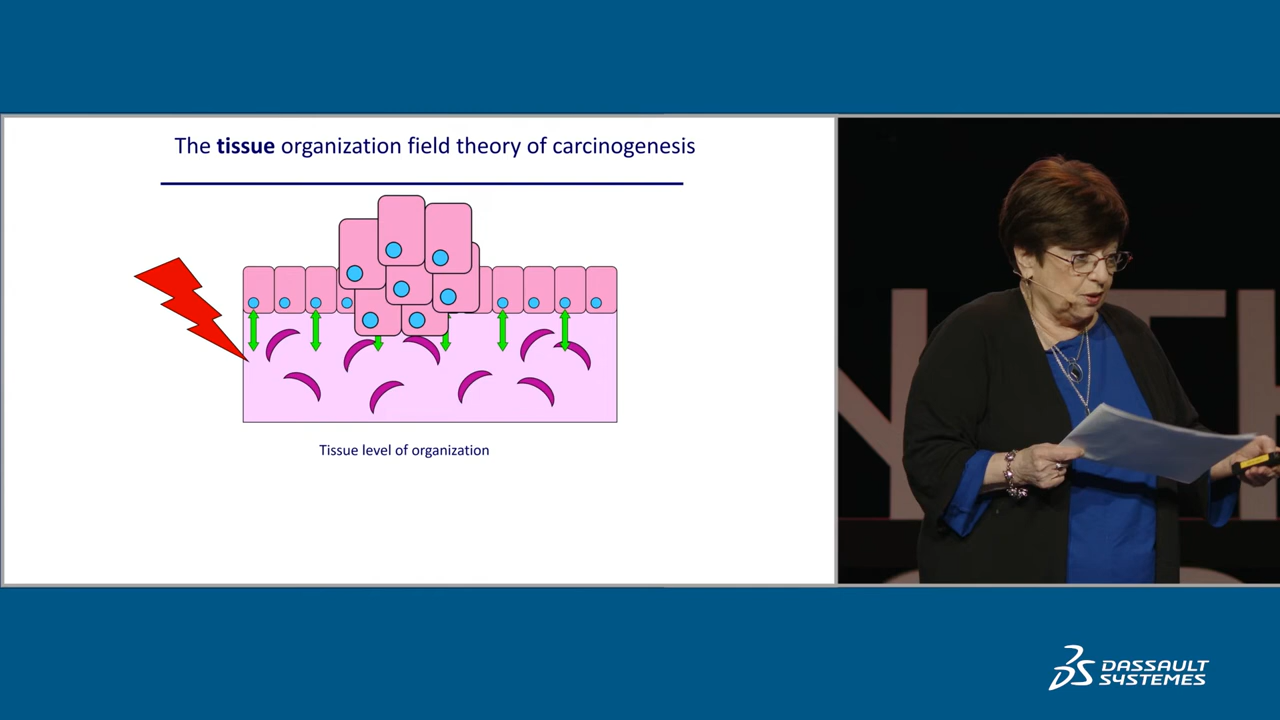 The tissue organization field theory of carcinogenesis
Tissue level of organization
DASSAULT
SYSTEMES